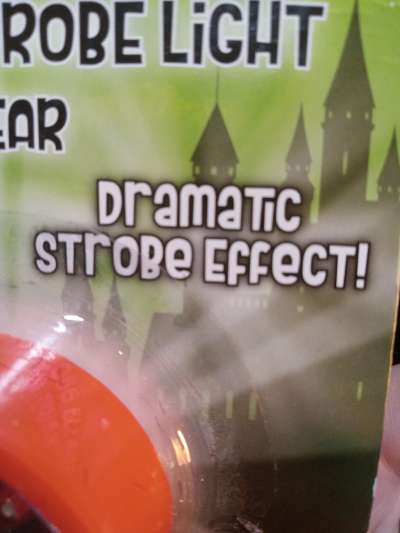 ROBE LIGHT
EAR
DRAMATIC
STROBE EFFECT!